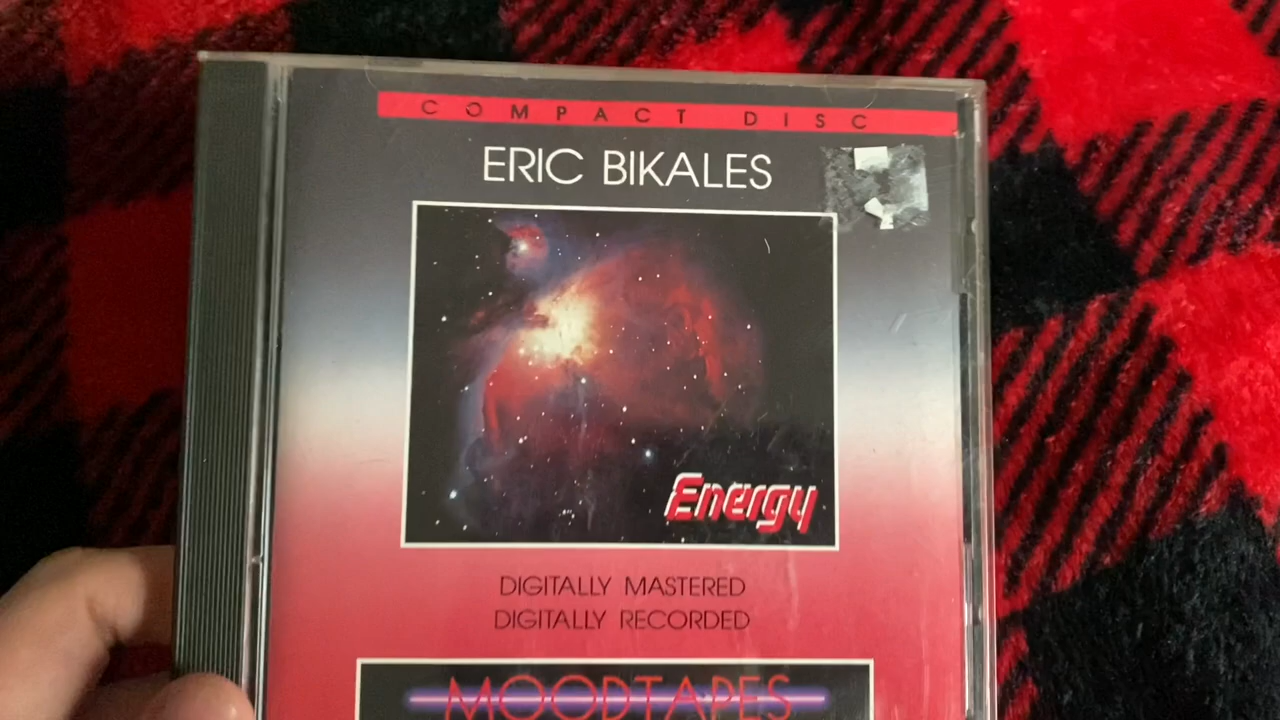 COMPACT DISC
ERIC BIKALES
Energy
DIGITALLY MASTERED
DIGITALLY RECORDED
MOODTAPES